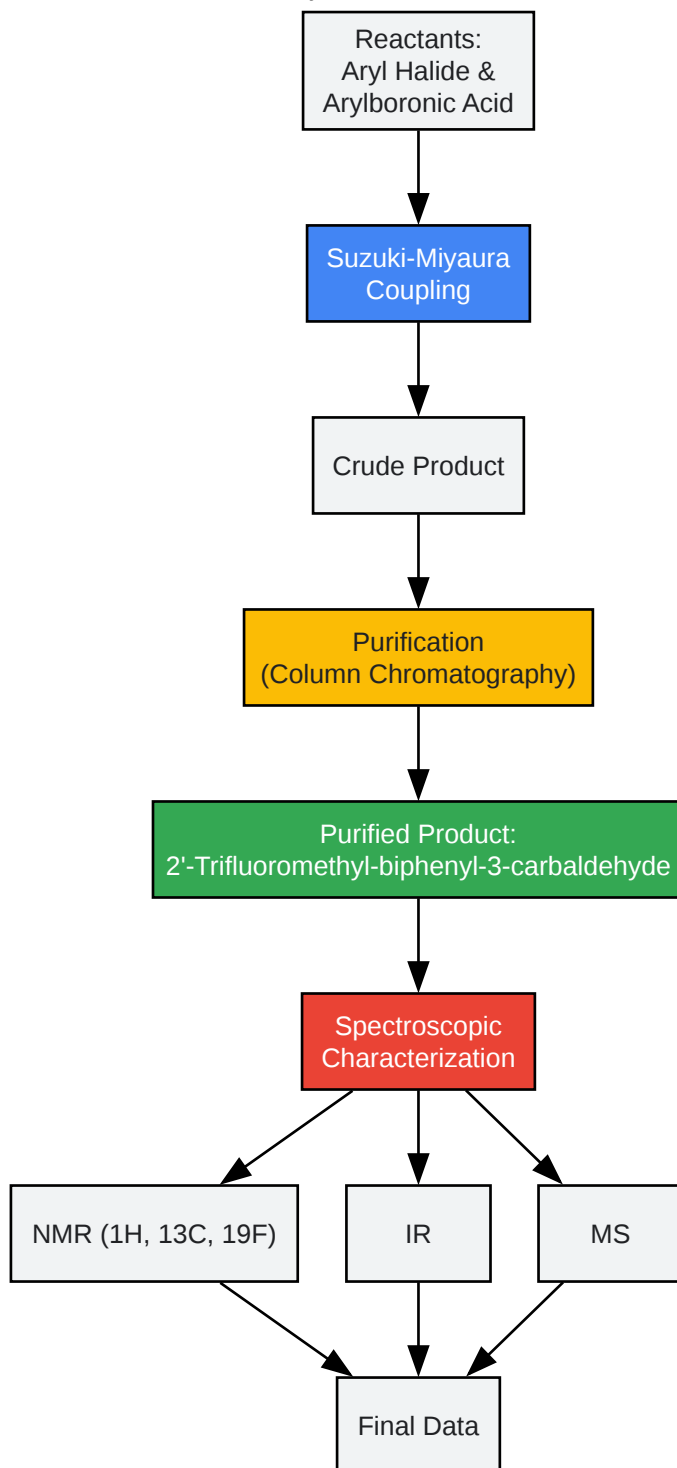 Reactants:
Aryl Halide &
Arylboronic Acid
Suzuki-Miyaura
Coupling
Crude Product
Purification
(Column Chromatography)
Purified Product:
2'-Trifluoromethyl-biphenyl-3-carbaldehyde
Spectroscopic
Characterization
NMR (1H, 13C, 19F)
IR
MS
Final Data